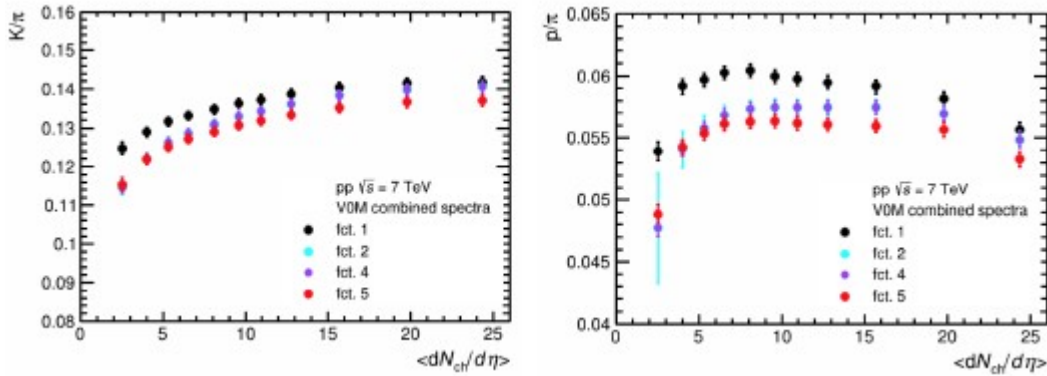 K/π
0.16
0.15
0.14
0.13
0.12
0.11
0.1
0.09
0.08
pp √s = 7 TeV
V0M combined spectra
fct. 1
fct. 2
fct. 4
fct. 5
0 5 10 15 20 25
<dN_ch/dη>
p/π
0.06
0.055
0.05
0.045
0.04
pp √s = 7 TeV
V0M combined spectra
fct. 1
fct. 2
fct. 4
fct. 5
0 5 10 15 20 25
<dN_ch/dη>